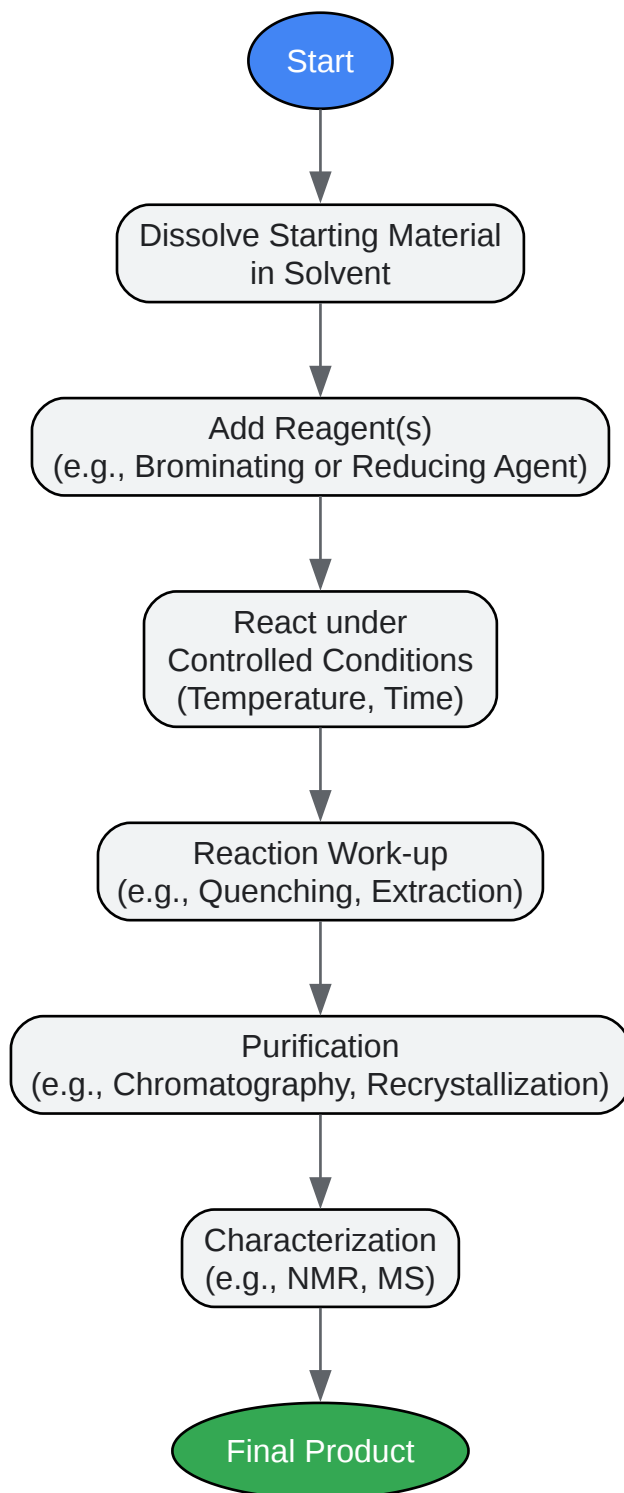 Start
Dissolve Starting Material
in Solvent
Add Reagent(s)
(e.g., Brominating or Reducing Agent)
React under
Controlled Conditions
(Temperature, Time)
Reaction Work-up
(e.g., Quenching, Extraction)
Purification
(e.g., Chromatography, Recrystallization)
Characterization
(e.g., NMR, MS)
Final Product